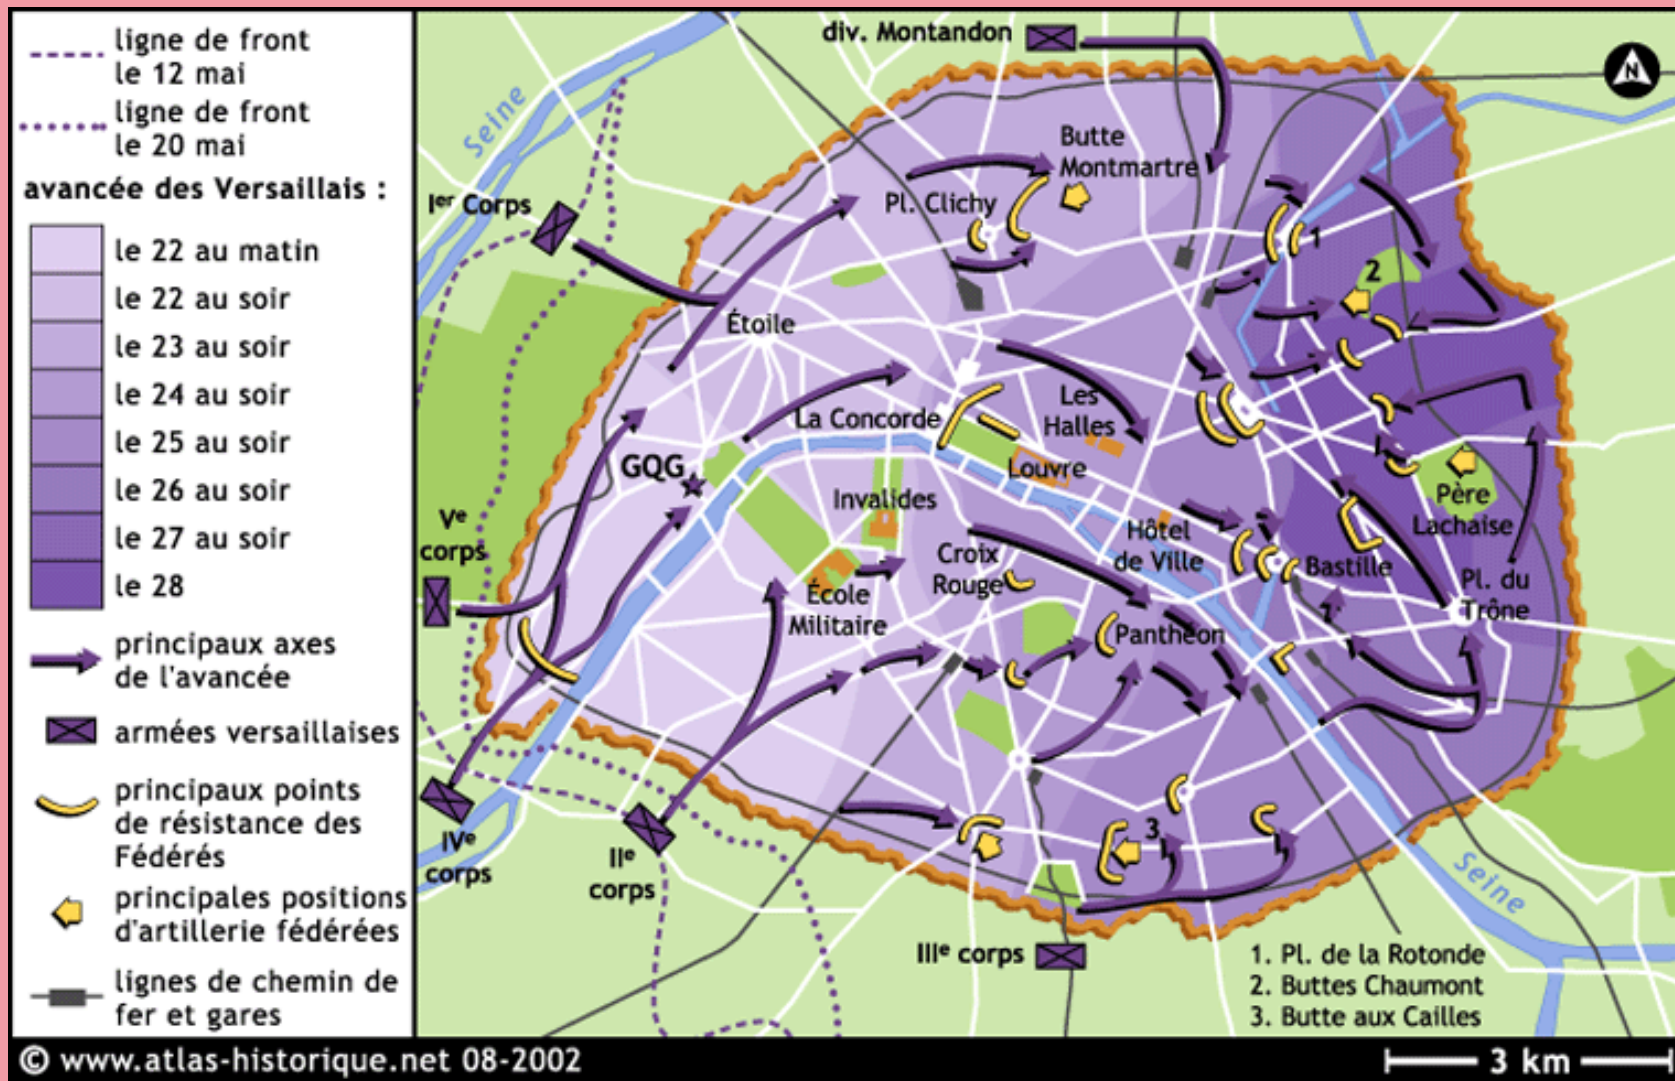 ligne de front
le 12 mai
ligne de front
le 20 mai
avancée des Versaillais :
le 22 au matin
le 22 au soir
le 23 au soir
le 24 au soir
le 25 au soir
le 26 au soir
le 27 au soir
le 28
principaux axes
de l'avancée
armées versaillaises
principaux points
de résistance des
Fédérés
principales positions
d'artillerie fédérées
lignes de chemin de
fer et gares
div. Montandon
N
Seine
Butte
Montmartre
Ier Corps
Pl. Clichy
1
2
Étoile
Les
Halles
La Concorde
GQG
Louvre
Invalides
Père
Lachaise
Ve
corps
Hôtel
de Ville
Croix
Rouge
Bastille
École
Militaire
Pl. du
Trône
Panthéon
3
IVe
corps
IIe
corps
Seine
IIIe corps
1. Pl. de la Rotonde
2. Buttes Chaumont
3. Butte aux Cailles
© www.atlas-historique.net 08-2002
3 km